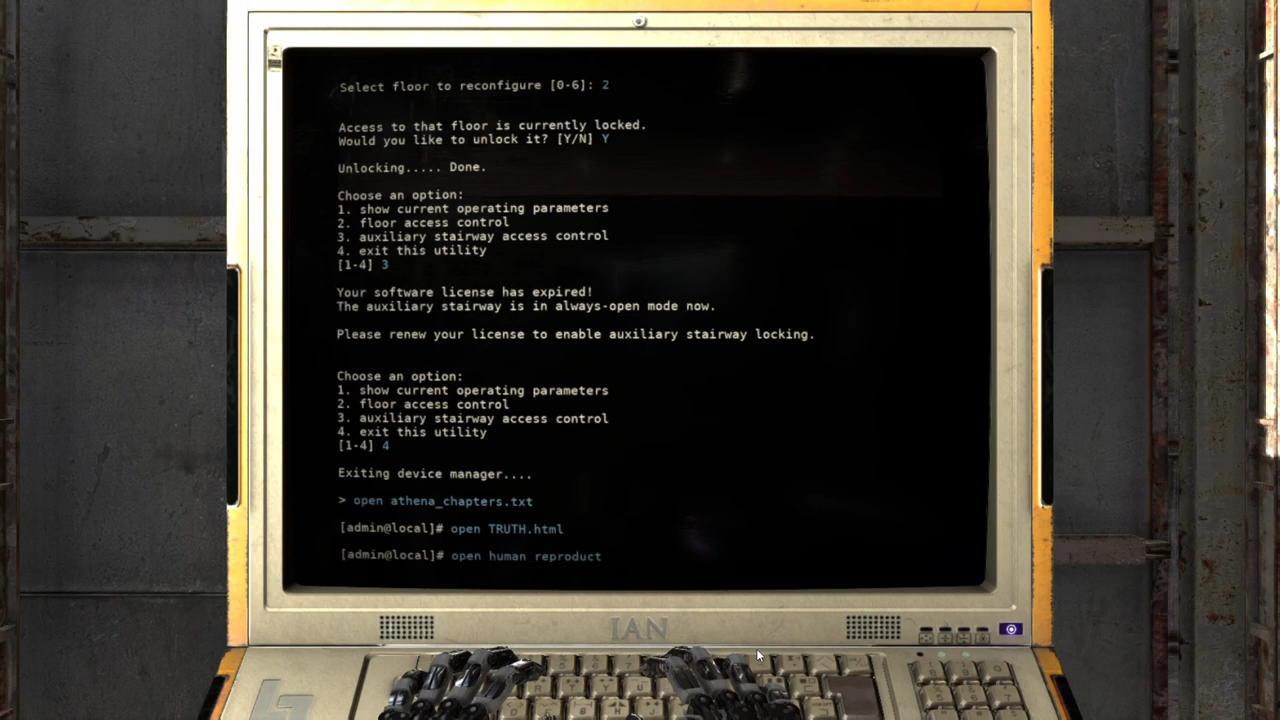 Select floor to reconfigure [0-6]: 2
Access to that floor is currently locked.
Would you like to unlock it? [Y/N] Y
Unlocking..... Done.
Choose an option:
1. show current operating parameters
2. floor access control
3. auxiliary stairway access control
4. exit this utility
[1-4] 3
Your software license has expired!
The auxiliary stairway is in always-open mode now.
Please renew your license to enable auxiliary stairway locking.
Choose an option:
1. show current operating parameters
2. floor access control
3. auxiliary stairway access control
4. exit this utility
[1-4] 4
Exiting device manager....
> open athena_chapters.txt
[admin@local]# open TRUTH.html
[admin@local]# open human_reproduct
IAN